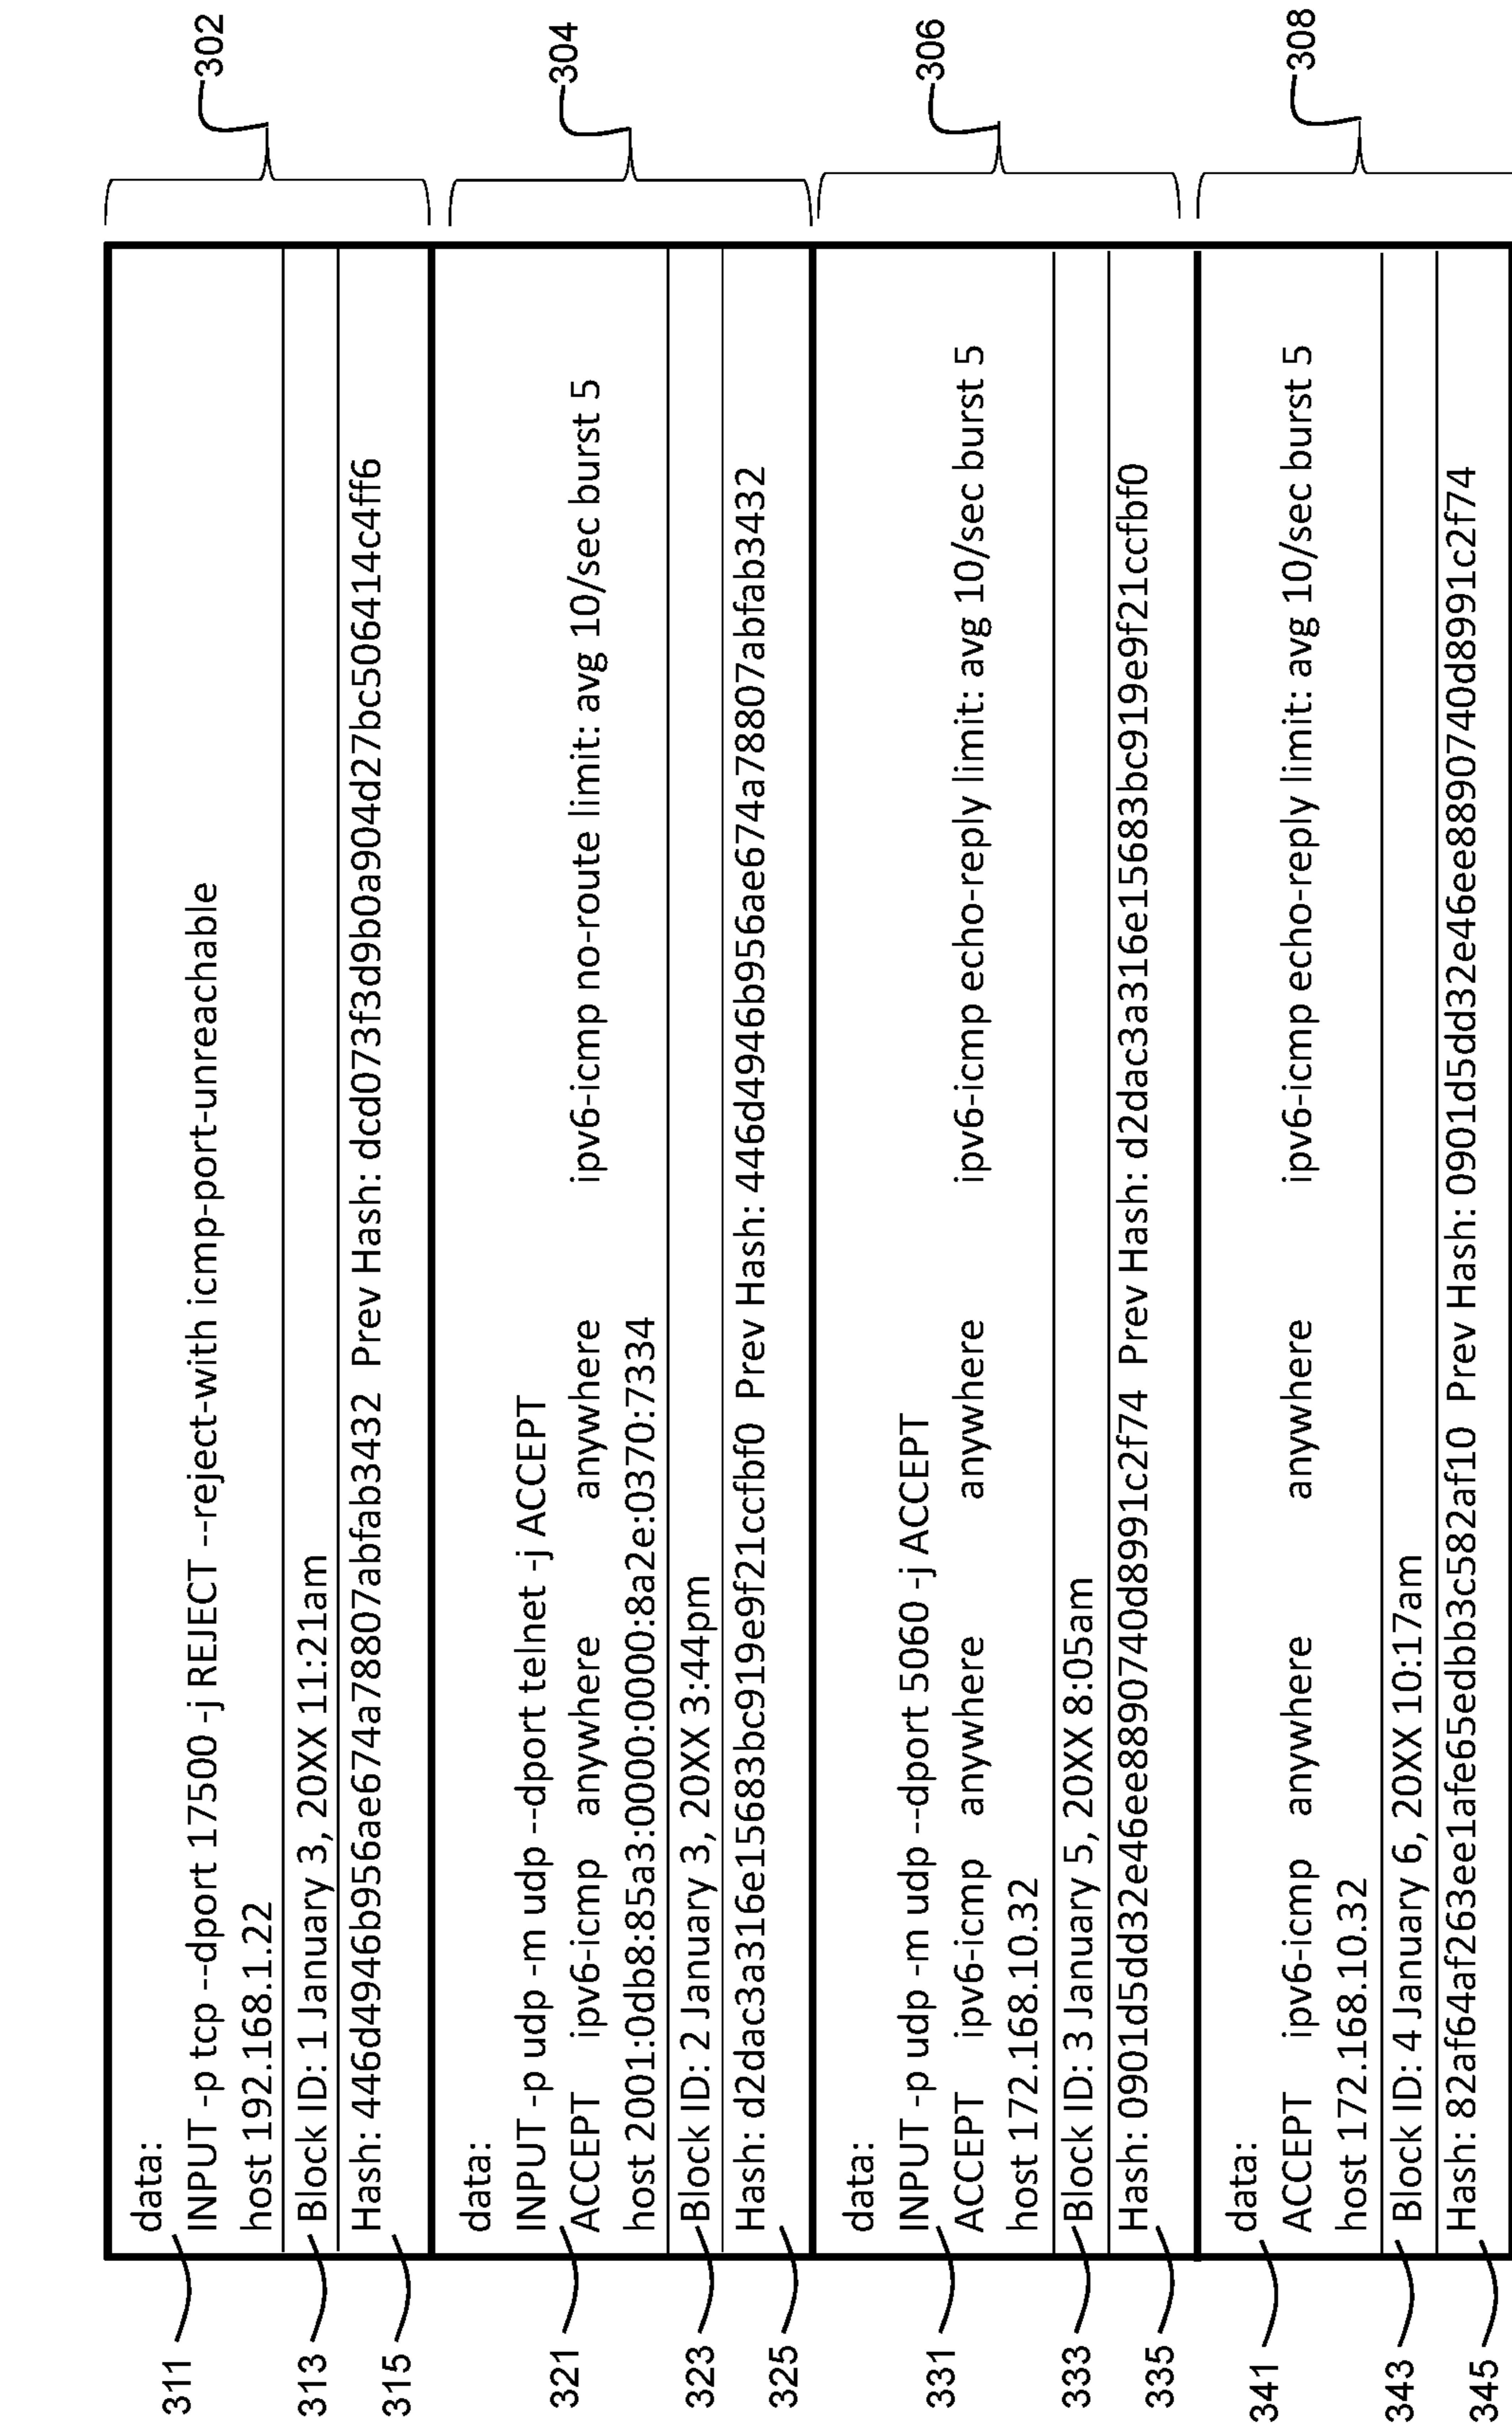 data:
INPUT -p tcp --dport 17500 -j REJECT --reject-with icmp-port-unreachable
host 192.168.1.22
Block ID: 1 January 3, 20XX 11:21am
Hash: 446d4946b956ae674a78807abfab3432 Prev Hash: dcd073f3d9b0a904d27bc506414c4ff6
311
313
315
302
data:
INPUT -p udp -m udp --dport telnet -j ACCEPT
ACCEPT ipv6-icmp anywhere anywhere ipv6-icmp no-route limit: avg 10/sec burst 5
host 2001:0db8:85a3:0000:0000:8a2e:0370:7334
Block ID: 2 January 3, 20XX 3:44pm
Hash: d2dac3a316e15683bc919e9f21ccfbf0 Prev Hash: 446d4946b956ae674a78807abfab3432
321
323
325
304
data:
INPUT -p udp -m udp --dport 5060 -j ACCEPT
ACCEPT ipv6-icmp anywhere anywhere ipv6-icmp echo-reply limit: avg 10/sec burst 5
host 172.168.10.32
Block ID: 3 January 5, 20XX 8:05am
Hash: 0901d5dd32e46ee8890740d8991c2f74 Prev Hash: d2dac3a316e15683bc919e9f21ccfbf0
331
333
335
306
data:
ACCEPT ipv6-icmp anywhere anywhere ipv6-icmp echo-reply limit: avg 10/sec burst 5
host 172.168.10.32
Block ID: 4 January 6, 20XX 10:17am
Hash: 82af64af263ee1afe65edbb3c582af10 Prev Hash: 0901d5dd32e46ee8890740d8991c2f74
341
343
345
308